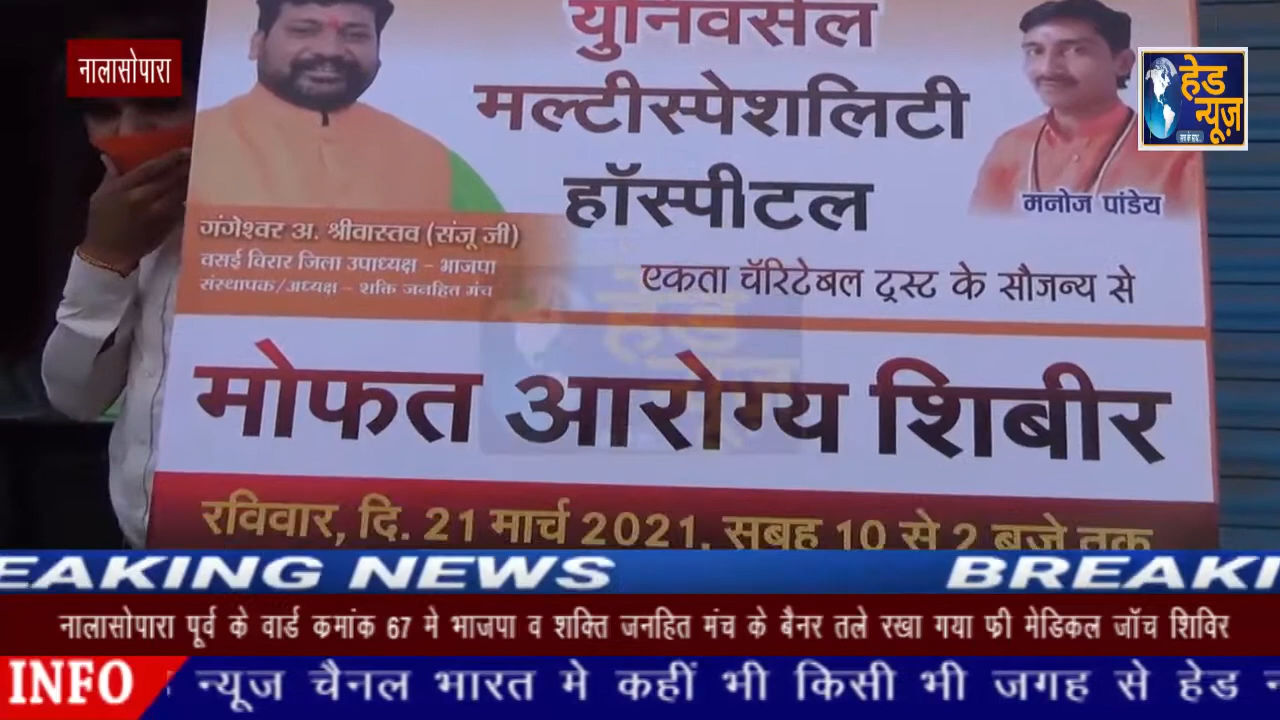 नालासोपारा
हेड
न्यूज़
युनिवर्सल
मल्टीस्पेशलिटी
हॉस्पीटल
मनोज पांडेय
गंगेश्वर अ. श्रीवास्तव (संजू जी)
वसई विरार जिला उपाध्यक्ष - भाजपा
संस्थापक/अध्यक्ष - शक्ति जनहित मंच
एकता चॅरिटेबल ट्रस्ट के सौजन्य से
मोफत आरोग्य शिबीर
रविवार, दि. 21 मार्च 2021, सुबह 10 से 2 बजे तक
EAKING NEWS BREAKI
नालासोपारा पूर्व के वार्ड कमांक 67 मे भाजपा व शक्ति जनहित मंच के बैनर तले रखा गया फ्री मेडिकल जॉच शिविर
INFO न्यूज चैनल भारत मे कहीं भी किसी भी जगह से हेड